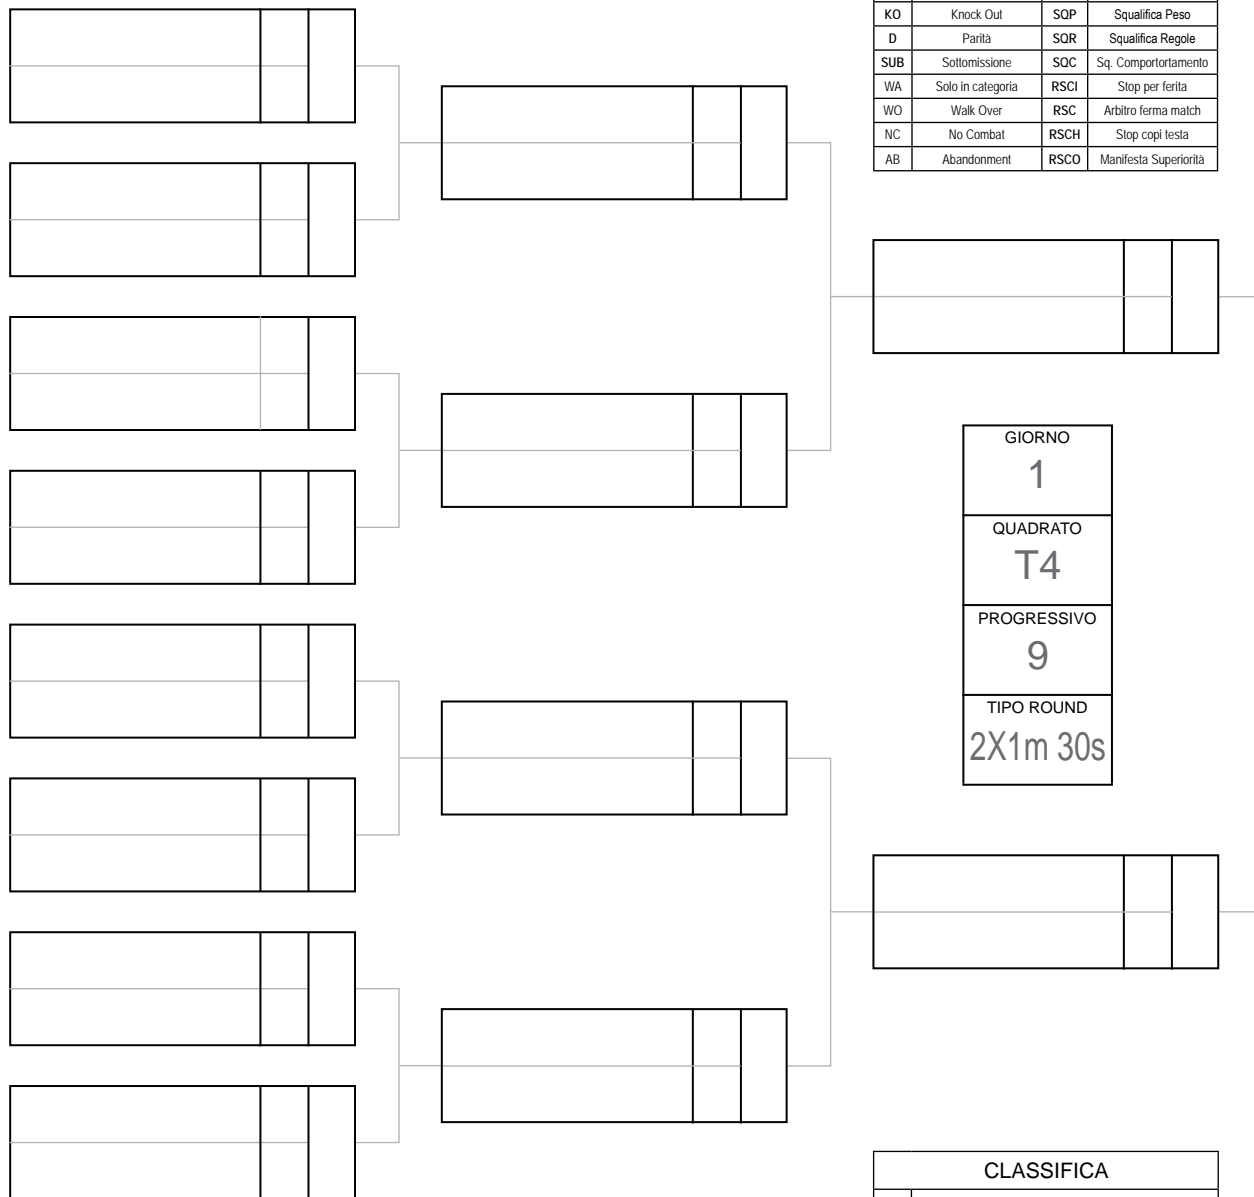 KO Knock Out SQP Squalifica Peso
D Parità SQR Squalifica Regole
SUB Sottomissione SQC Sq. Comportortamento
WA Solo in categoria RSCI Stop per ferita
WO Walk Over RSC Arbitro ferma match
NC No Combat RSCH Stop copi testa
AB Abandonment RSCO Manifesta Superiorità
GIORNO
1
QUADRATO
T4
PROGRESSIVO
9
TIPO ROUND
2X1m 30s
CLASSIFICA